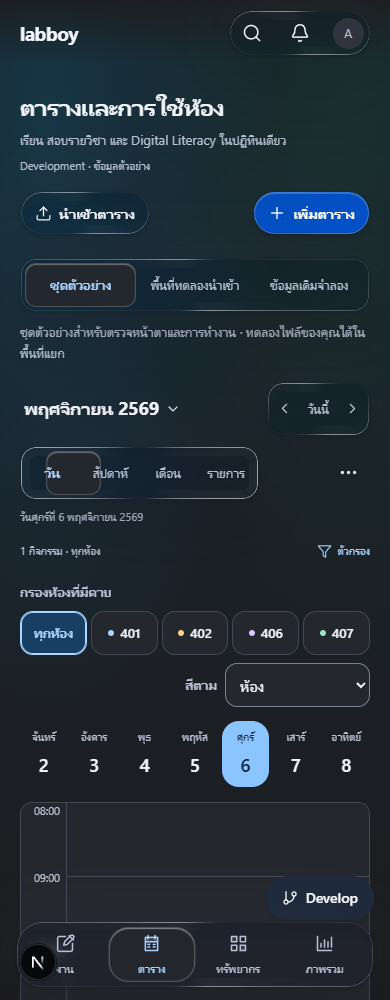 labboy
A
ตารางและการใช้ห้อง
เรียน สอบรายวิชา และ Digital Literacy ในปฏิทินเดียว
Development · ข้อมูลตัวอย่าง
นำเข้าตาราง
เพิ่มตาราง
ชุดตัวอย่าง พื้นที่ทดลองนำเข้า ข้อมูลเดิมจำลอง
ชุดตัวอย่างสำหรับตรวจหน้าตาและการทำงาน · ทดลองไฟล์ของคุณได้ใน
พื้นที่แยก
พฤศจิกายน 2569
วันนี้
วัน สัปดาห์ เดือน รายการ
วันศุกร์ที่ 6 พฤศจิกายน 2569
1 กิจกรรม · ทุกห้อง
ตัวกรอง
กรองห้องที่มีคาบ
ทุกห้อง 401 402 406 407
สีตาม ห้อง
จันทร์ อังคาร พุธ พฤหัส ศุกร์ เสาร์ อาทิตย์
2 3 4 5 6 7 8
08:00
09:00
Develop
N
งาน ตาราง ทรัพยากร ภาพรวม